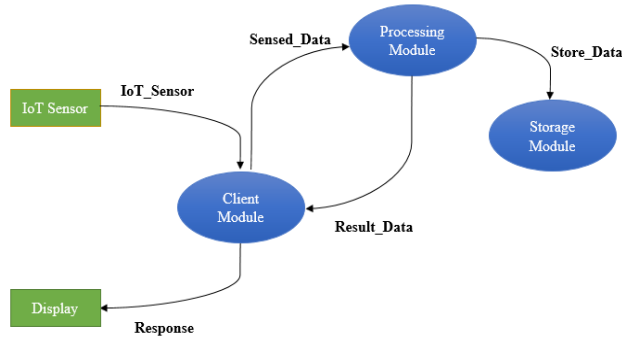 Processing
Module
Sensed_Data
Store_Data
IoT_Sensor
IoT Sensor
Storage
Module
Client
Module
Result_Data
Display
Response